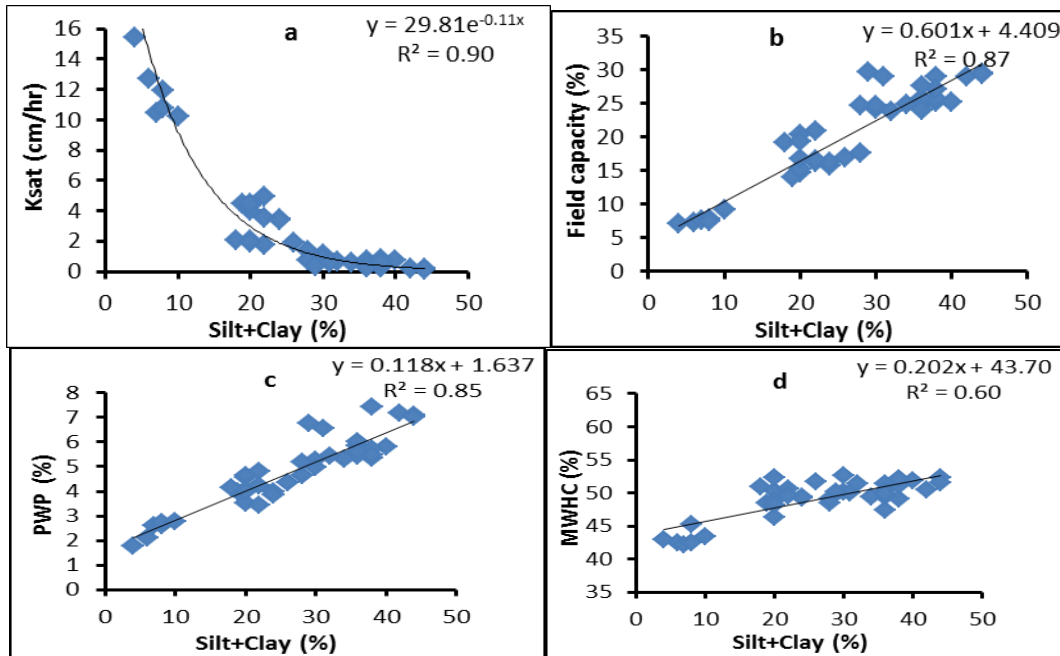 a
y = 29.81e-0.11x
R² = 0.90
16
14
12
10
8
6
4
2
0
Ksat (cm/hr)
0 10 20 30 40 50
Silt+Clay (%)
b
y = 0.601x + 4.409
R² = 0.87
35
30
25
20
15
10
5
0
Field capacity (%)
0 10 20 30 40 50
Silt+Clay (%)
c
y = 0.118x + 1.637
R² = 0.85
8
7
6
5
4
3
2
1
0
PWP (%)
0 10 20 30 40 50
Silt+Clay (%)
d
y = 0.202x + 43.70
R² = 0.60
65
60
55
50
45
40
35
MWHC (%)
0 10 20 30 40 50
Silt+Clay (%)